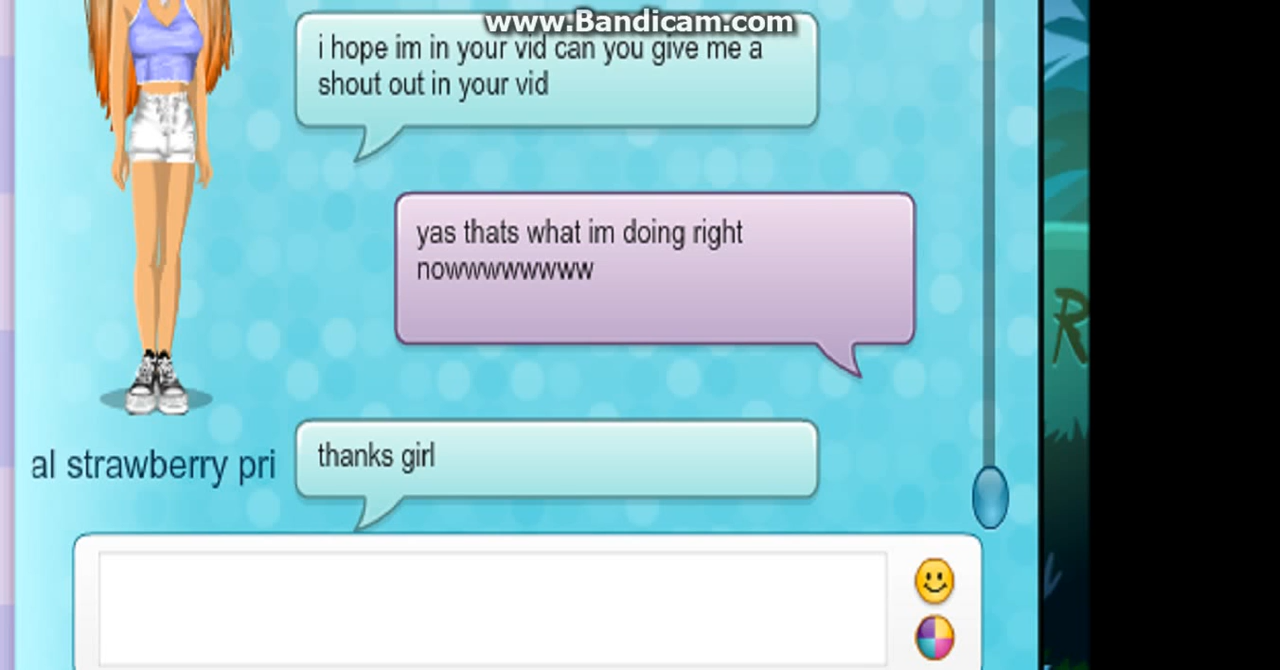 www.Bandicam.com
i hope im in your vid can you give me a
shout out in your vid
yas thats what im doing right
nowwwwwwww
thanks girl
al strawberry pri
R